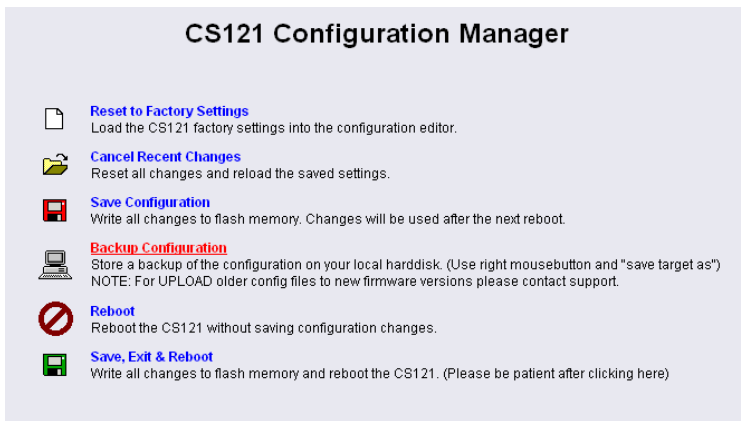 CS121 Configuration Manager
Reset to Factory Settings
Load the CS121 factory settings into the configuration editor.
Cancel Recent Changes
Reset all changes and reload the saved settings.
Save Configuration
Write all changes to flash memory. Changes will be used after the next reboot.
Backup Configuration
Store a backup of the configuration on your local harddisk. (Use right mousebutton and "save target as")
NOTE: For UPLOAD older config files to new firmware versions please contact support.
Reboot
Reboot the CS121 without saving configuration changes.
Save, Exit & Reboot
Write all changes to flash memory and reboot the CS121. (Please be patient after clicking here)